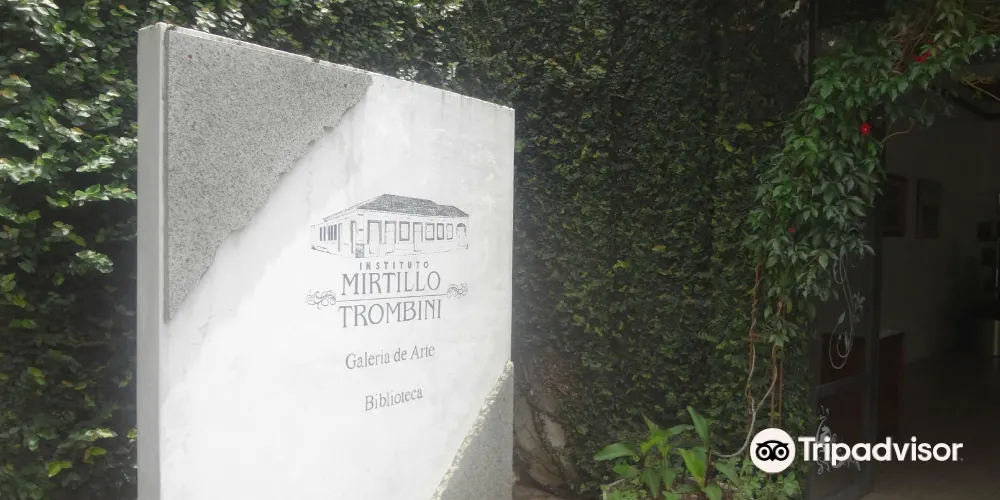 INSTITUTO
MIRTILLO
TROMBINI
Galeria de Arte
Biblioteca
Tripadvisor